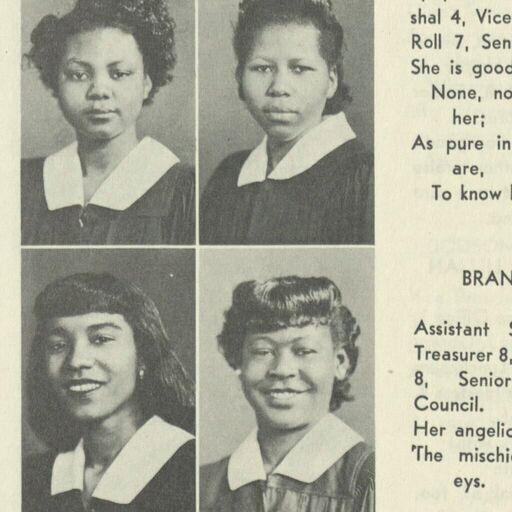 shal 4, Vice
Roll 7, Sen
She is good
None, no
her;
As pure in
are,
To know
BRAN
Assistant S
Treasurer 8,
8, Senior
Council.
Her angelic
'The mischi
eys.